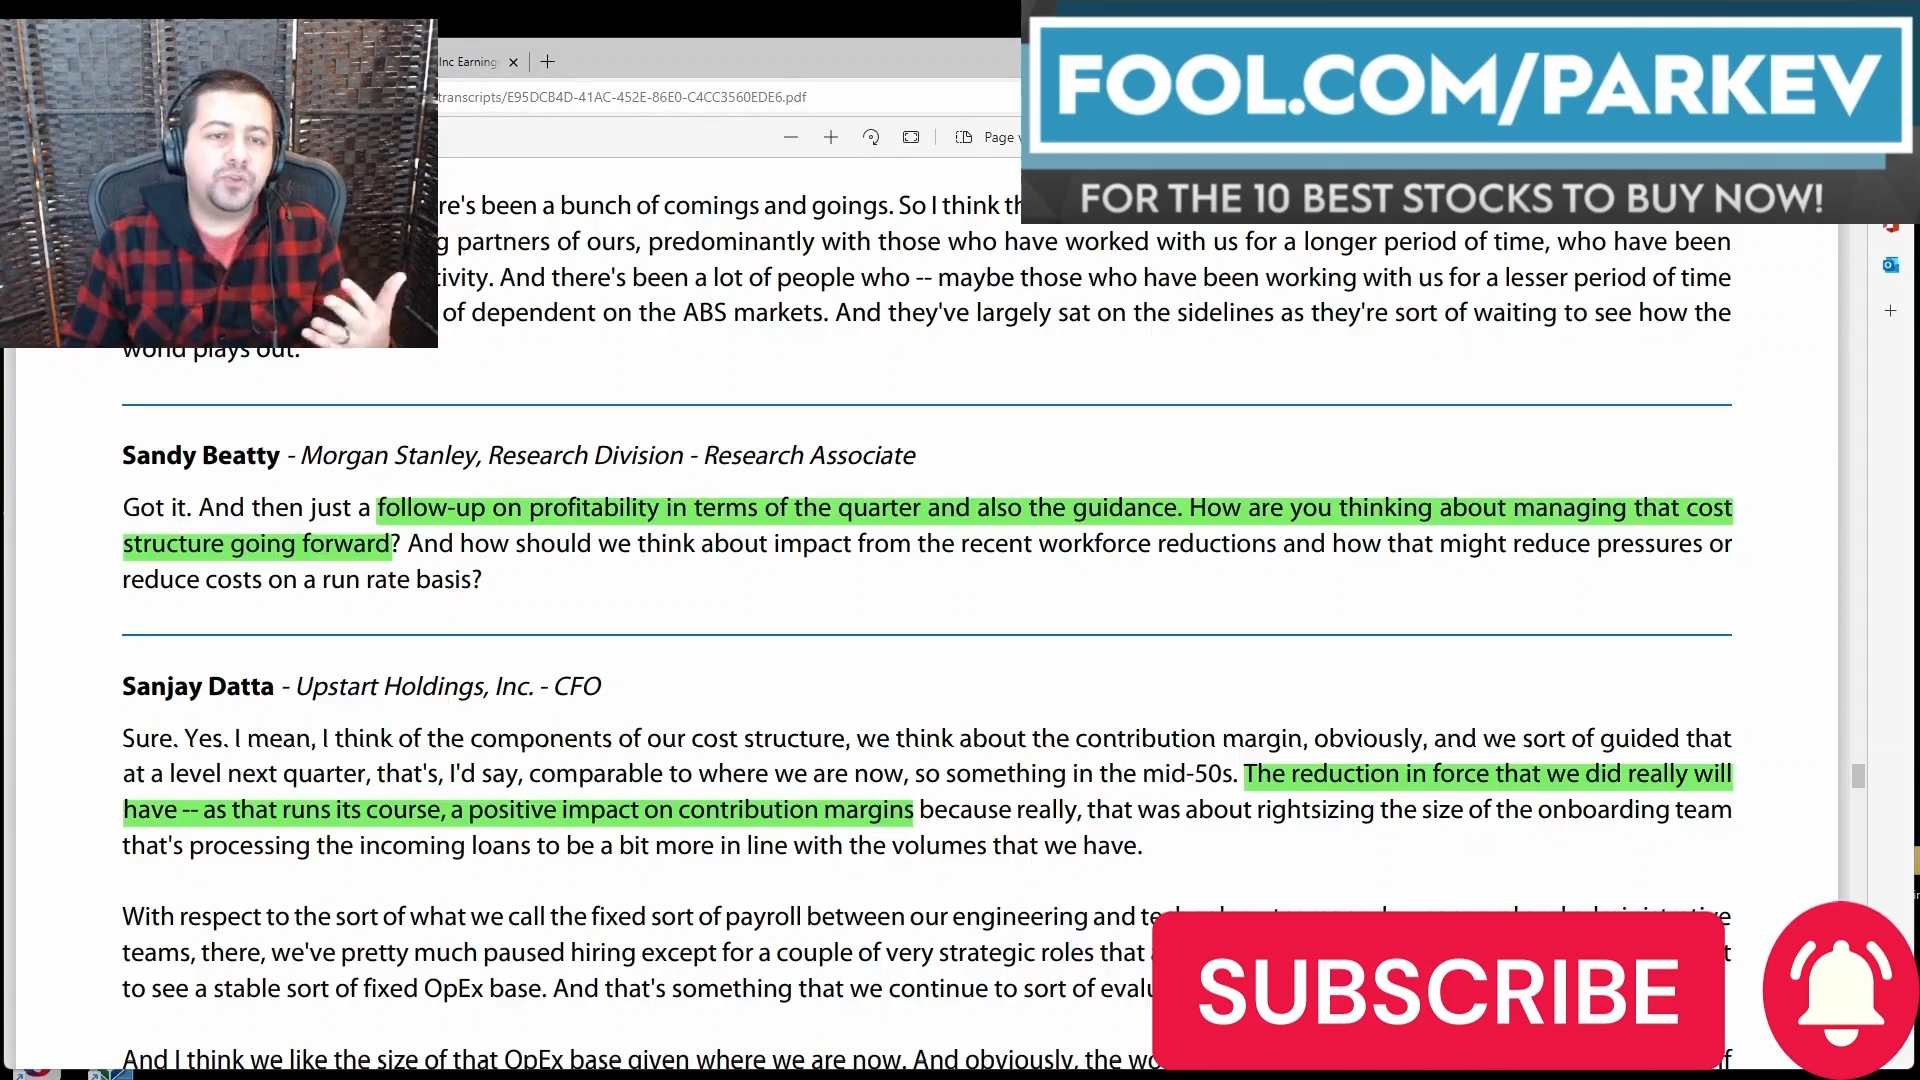 Inc Earning
transcripts/E95DCB4D-41AC-452E-86E0-C4CC3560EDE6.pdf
Page
FOOL.COM/PARKEV
FOR THE 10 BEST STOCKS TO BUY NOW!
re's been a bunch of comings and goings. So I think
partners of ours, predominantly with those who have worked with us for a longer period of time, who have been
And there's been a lot of people who -- maybe those who have been working with us for a lesser period of time
of dependent on the ABS markets. And they've largely sat on the sidelines as they're sort of waiting to see how the
world plays out.
Sandy Beatty - Morgan Stanley, Research Division - Research Associate
Got it. And then just a follow-up on profitability in terms of the quarter and also the guidance. How are you thinking about managing that cost
structure going forward? And how should we think about impact from the recent workforce reductions and how that might reduce pressures or
reduce costs on a run rate basis?
Sanjay Datta - Upstart Holdings, Inc. - CFO
Sure. Yes. I mean, I think of the components of our cost structure, we think about the contribution margin, obviously, and we sort of guided that
at a level next quarter, that's, I'd say, comparable to where we are now, so something in the mid-50s. The reduction in force that we did really will
have -- as that runs its course, a positive impact on contribution margins because really, that was about rightsizing the size of the onboarding team
that's processing the incoming loans to be a bit more in line with the volumes that we have.
With respect to the sort of what we call the fixed sort of payroll between our engineering and
teams, there, we've pretty much paused hiring except for a couple of very strategic roles that
to see a stable sort of fixed OpEx base. And that's something that we continue to sort of
And I think we like the size of that OpEx base given where we are now. And obviously, the
SUBSCRIBE